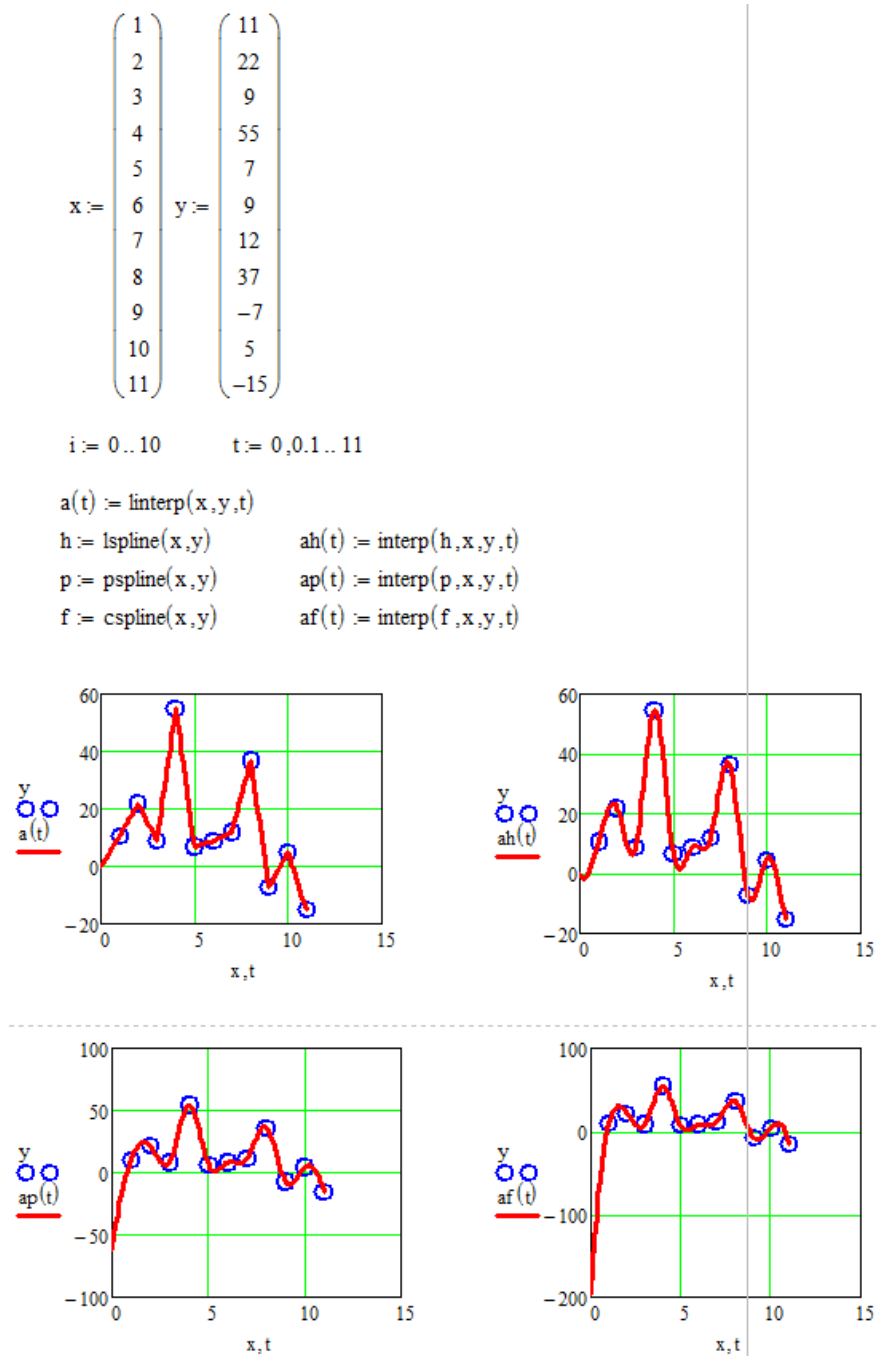 x := ( 1 2 3 4 5 6 7 8 9 10 11 ) y := ( 11 22 9 55 7 9 12 37 −7 5 −15 )
i := 0 .. 10 t := 0 , 0.1 .. 11
a(t) := linterp(x , y , t)
h := lspline(x , y) ah(t) := interp(h , x , y , t)
p := pspline(x , y) ap(t) := interp(p , x , y , t)
f := cspline(x , y) af(t) := interp(f , x , y , t)
60
40
20
0
−20
y
a(t)
0 5 10 15
x , t
60
40
20
0
−20
y
ah(t)
0 5 10 15
x , t
100
50
0
−50
−100
y
ap(t)
0 5 10 15
x , t
100
0
−100
−200
y
af(t)
0 5 10 15
x , t